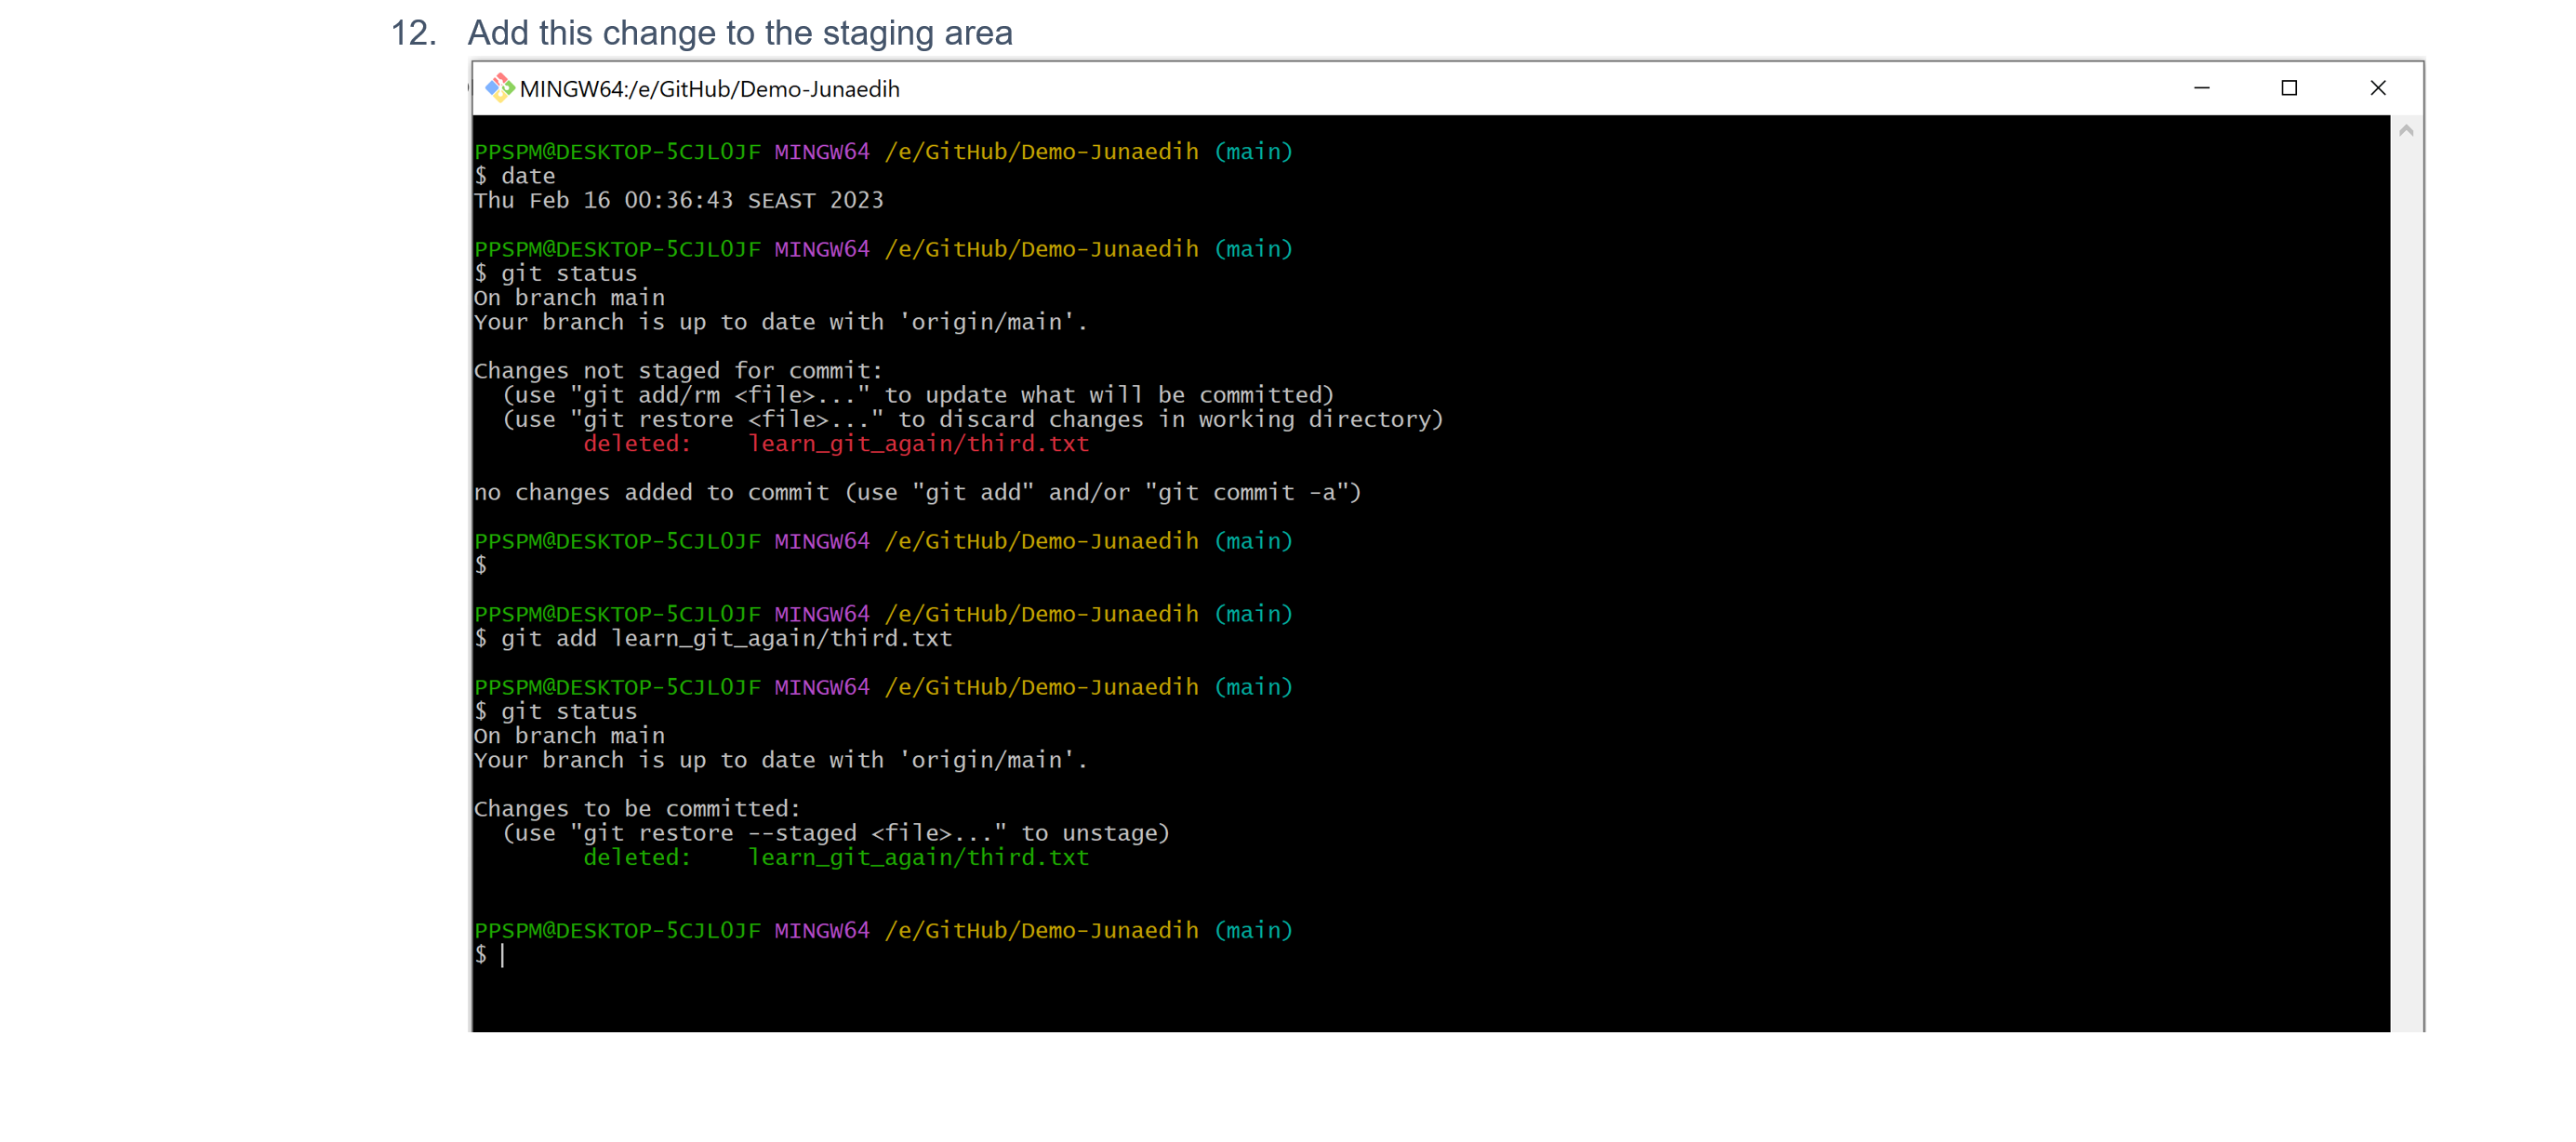 12. Add this change to the staging area
MINGW64:/e/GitHub/Demo-Junaedih
PPSPM@DESKTOP-5CJL0JF MINGW64 /e/GitHub/Demo-Junaedih (main)
$ date
Thu Feb 16 00:36:43 SEAST 2023
PPSPM@DESKTOP-5CJL0JF MINGW64 /e/GitHub/Demo-Junaedih (main)
$ git status
On branch main
Your branch is up to date with 'origin/main'.
Changes not staged for commit:
  (use "git add/rm <file>..." to update what will be committed)
  (use "git restore <file>..." to discard changes in working directory)
        deleted:    learn_git_again/third.txt
no changes added to commit (use "git add" and/or "git commit -a")
PPSPM@DESKTOP-5CJL0JF MINGW64 /e/GitHub/Demo-Junaedih (main)
$
PPSPM@DESKTOP-5CJL0JF MINGW64 /e/GitHub/Demo-Junaedih (main)
$ git add learn_git_again/third.txt
PPSPM@DESKTOP-5CJL0JF MINGW64 /e/GitHub/Demo-Junaedih (main)
$ git status
On branch main
Your branch is up to date with 'origin/main'.
Changes to be committed:
  (use "git restore --staged <file>..." to unstage)
        deleted:    learn_git_again/third.txt
PPSPM@DESKTOP-5CJL0JF MINGW64 /e/GitHub/Demo-Junaedih (main)
$